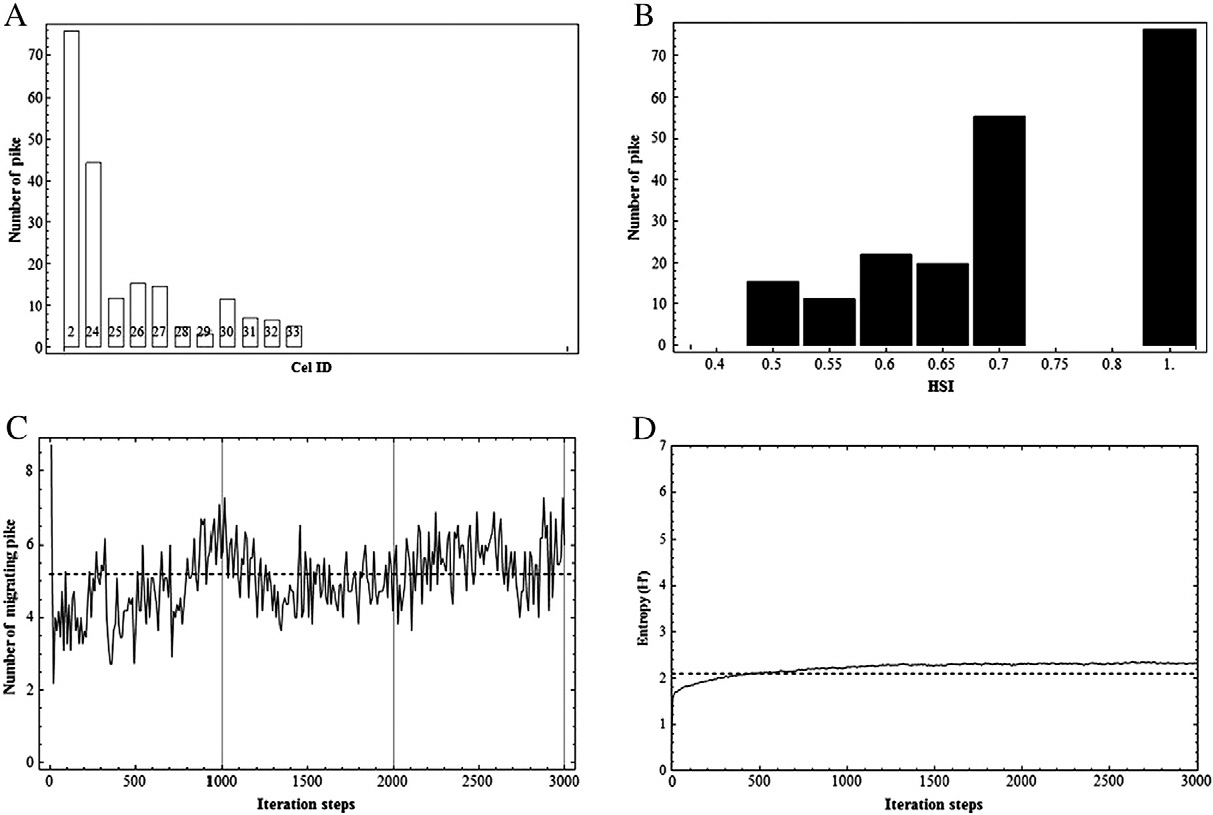 A
Number of pike
70
60
50
40
30
20
10
0
2 24 25 26 27 28 29 30 31 32 33
Cel ID
B
Number of pike
70
60
50
40
30
20
10
0
0.4 0.5 0.55 0.6 0.65 0.7 0.75 0.8 1.
HSI
C
Number of migrating pike
8
6
4
2
0
0 500 1000 1500 2000 2500 3000
Iteration steps
D
Entropy (H')
7
6
5
4
3
2
1
0
0 500 1000 1500 2000 2500 3000
Iteration steps